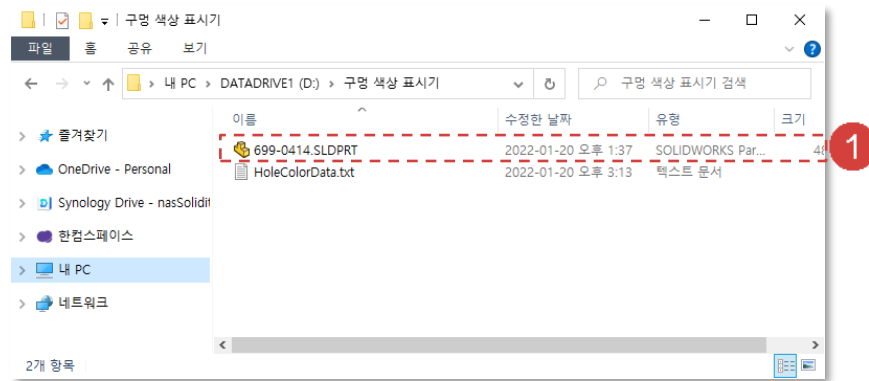 구멍 색상 표시기
파일 홈 공유 보기
내 PC > DATADRIVE1 (D:) > 구멍 색상 표시기
구멍 색상 표시기 검색
이름 수정한 날짜 유형 크기
즐겨찾기
699-0414.SLDPRT 2022-01-20 오후 1:37 SOLIDWORKS Par... 48
1
HoleColorData.txt 2022-01-20 오후 3:13 텍스트 문서
OneDrive - Personal
Synology Drive - nasSolidit
한컴스페이스
내 PC
네트워크
2개 항목